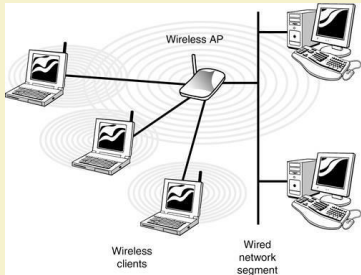 Wireless AP
Wireless
clients
Wired
network
segment